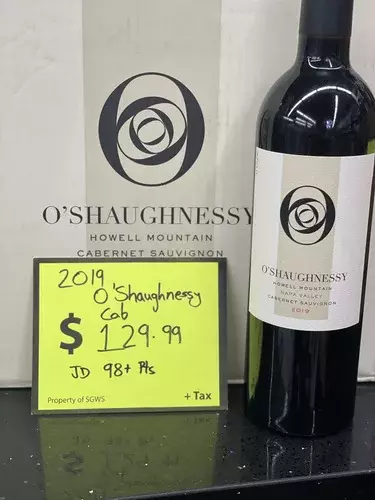 O'SHAUGHNESSY
HOWELL MOUNTAIN
CABERNET SAUVIGNON
2019
O'Shaughnessy
Cab
$ 129.99
JD 98+ Pts
Property of SGWS
+ Tax
O'SHAUGHNESSY
HOWELL MOUNTAIN
NAPA VALLEY
CABERNET SAUVIGNON
2019